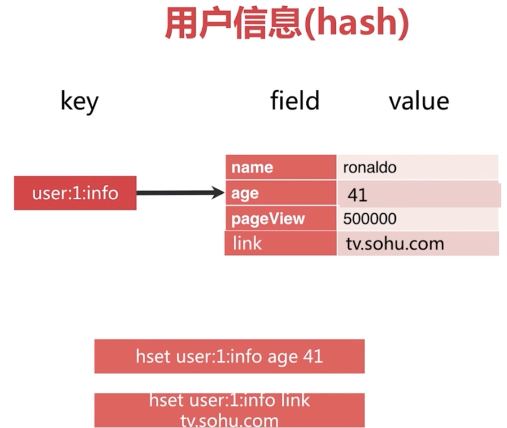 用户信息(hash)
key field value
user:1:info
name ronaldo
age 41
pageView 500000
link tv.sohu.com
hset user:1:info age 41
hset user:1:info link
tv.sohu.com